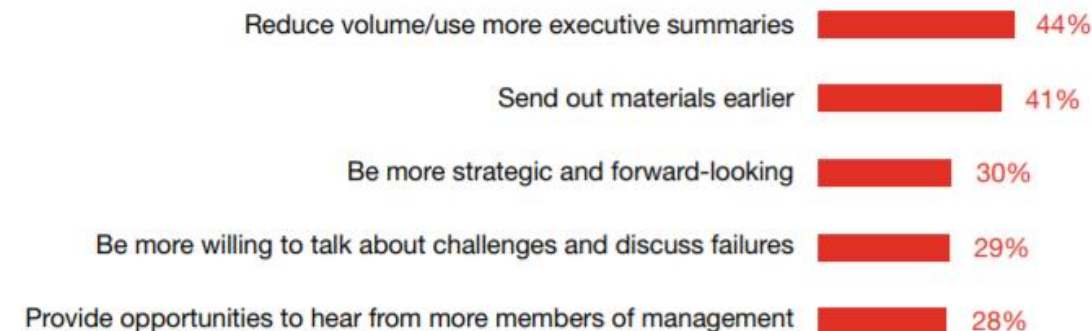 Reduce volume/use more executive summaries 44%
Send out materials earlier 41%
Be more strategic and forward-looking 30%
Be more willing to talk about challenges and discuss failures 29%
Provide opportunities to hear from more members of management 28%